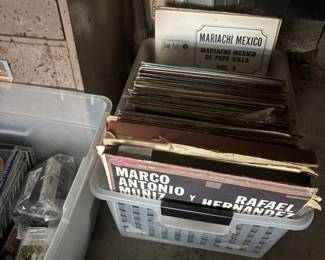 MARIACHI MEXICO
MARIACHI MEXICO
DE PEPE VILLA
VOL. 3
MARCO
ANTONIO
MUÑIZ Y RAFAEL
HERNANDEZ